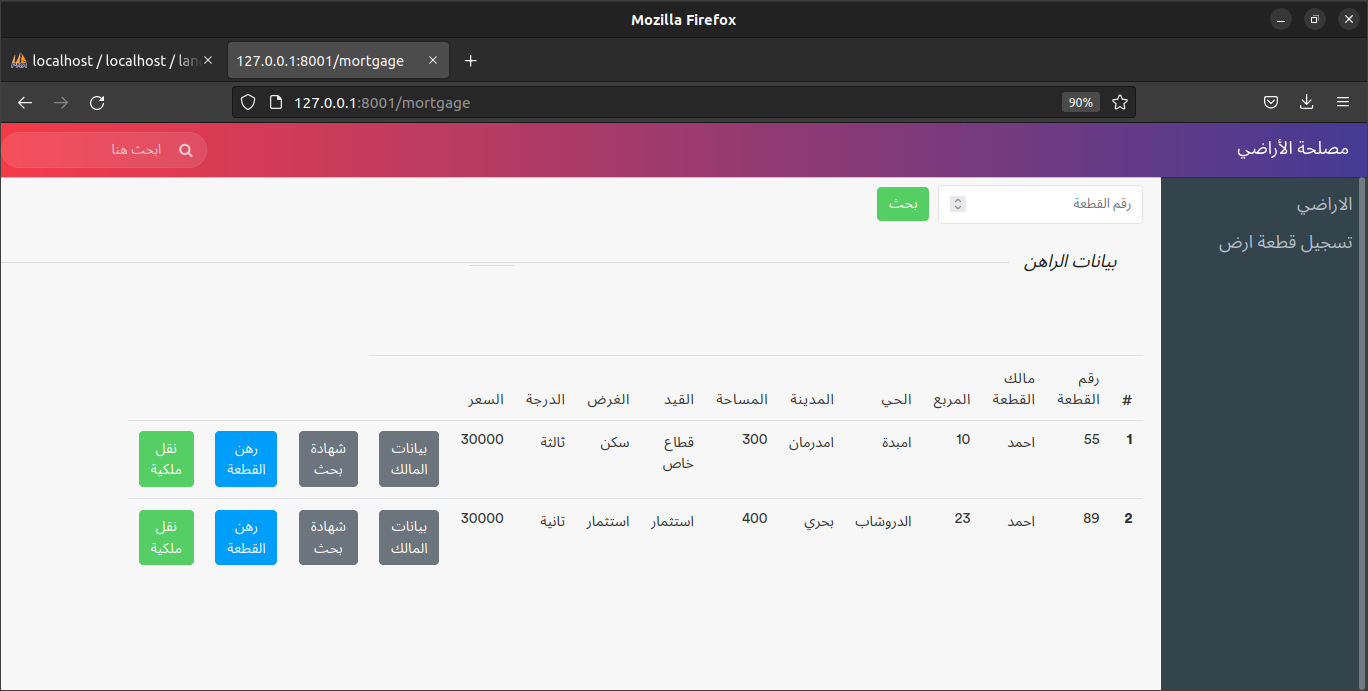 Mozilla Firefox
localhost / localhost / lan
127.0.0.1:8001/mortgage
127.0.0.1:8001/mortgage
90%
مصلحة الأراضي
ابحث هنا
الاراضي
تسجيل قطعة ارض
رقم القطعة
بحث
بيانات الراهن
# رقم القطعة مالك القطعة المربع الحي المدينة المساحة القيد الغرض الدرجة السعر
1 55 احمد 10 امبدة امدرمان 300 قطاع خاص سكن ثالثة 30000 بيانات المالك شهادة بحث رهن القطعة نقل ملكية
2 89 احمد 23 الدروشاب بحري 400 استثمار استثمار تانية 30000 بيانات المالك شهادة بحث رهن القطعة نقل ملكية